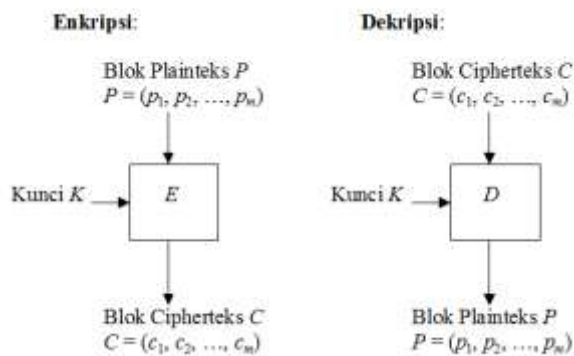 Enkripsi:
Blok Plainteks P
P = (p₁, p₂, …, pₘ)
Kunci K
E
Blok Cipherteks C
C = (c₁, c₂, …, cₘ)
Dekripsi:
Blok Cipherteks C
C = (c₁, c₂, …, cₘ)
Kunci K
D
Blok Plainteks P
P = (p₁, p₂, …, pₘ)